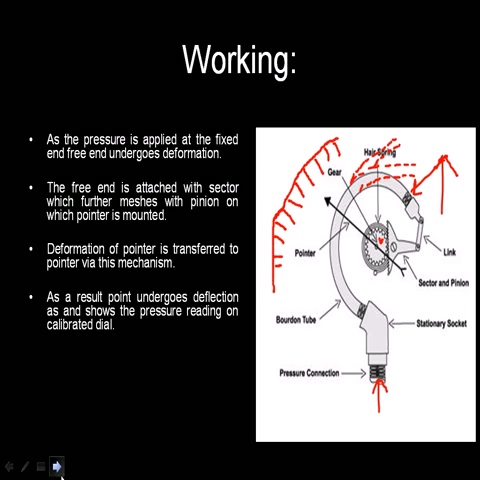 Working:
• As the pressure is applied at the fixed
end free end undergoes deformation.
• The free end is attached with sector
which further meshes with pinion on
which pointer is mounted.
• Deformation of pointer is transferred to
pointer via this mechanism.
• As a result point undergoes deflection
as and shows the pressure reading on
calibrated dial.
Hair Spring
Gear
Pointer
Link
Sector and Pinion
Bourdon Tube
Stationary Socket
Pressure Connection